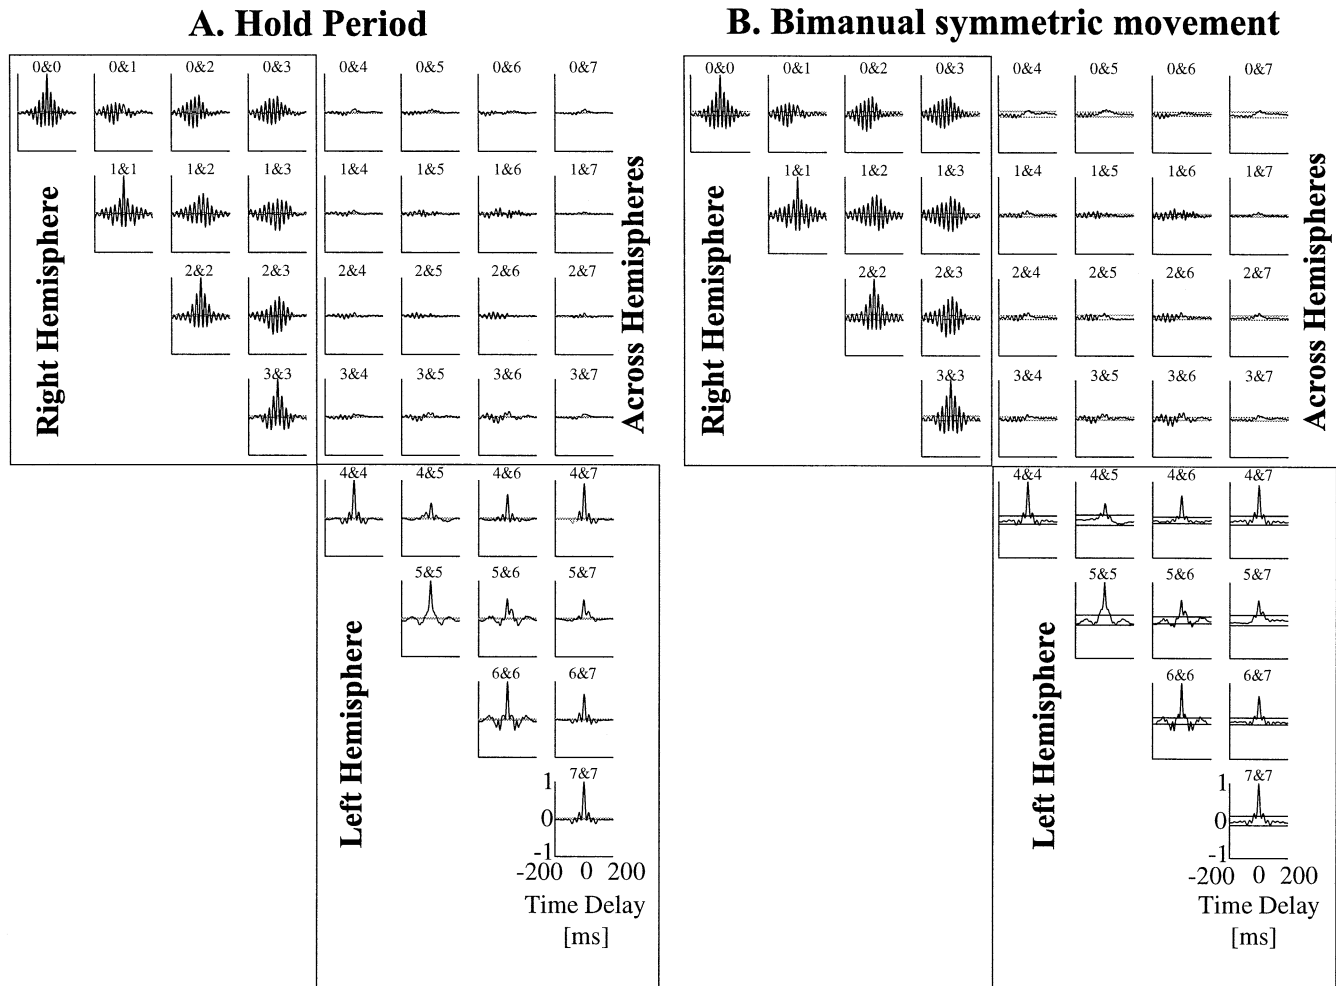 A. Hold Period
0&0 0&1 0&2 0&3 0&4 0&5 0&6 0&7
1&1 1&2 1&3 1&4 1&5 1&6 1&7
2&2 2&3 2&4 2&5 2&6 2&7
3&3 3&4 3&5 3&6 3&7
Right Hemisphere
Across Hemispheres
4&4 4&5 4&6 4&7
5&5 5&6 5&7
6&6 6&7
7&7
Left Hemisphere
1
0
-1
-200 0 200
Time Delay
[ms]
B. Bimanual symmetric movement
0&0 0&1 0&2 0&3 0&4 0&5 0&6 0&7
1&1 1&2 1&3 1&4 1&5 1&6 1&7
2&2 2&3 2&4 2&5 2&6 2&7
3&3 3&4 3&5 3&6 3&7
Right Hemisphere
Across Hemispheres
4&4 4&5 4&6 4&7
5&5 5&6 5&7
6&6 6&7
7&7
Left Hemisphere
1
0
-1
-200 0 200
Time Delay
[ms]